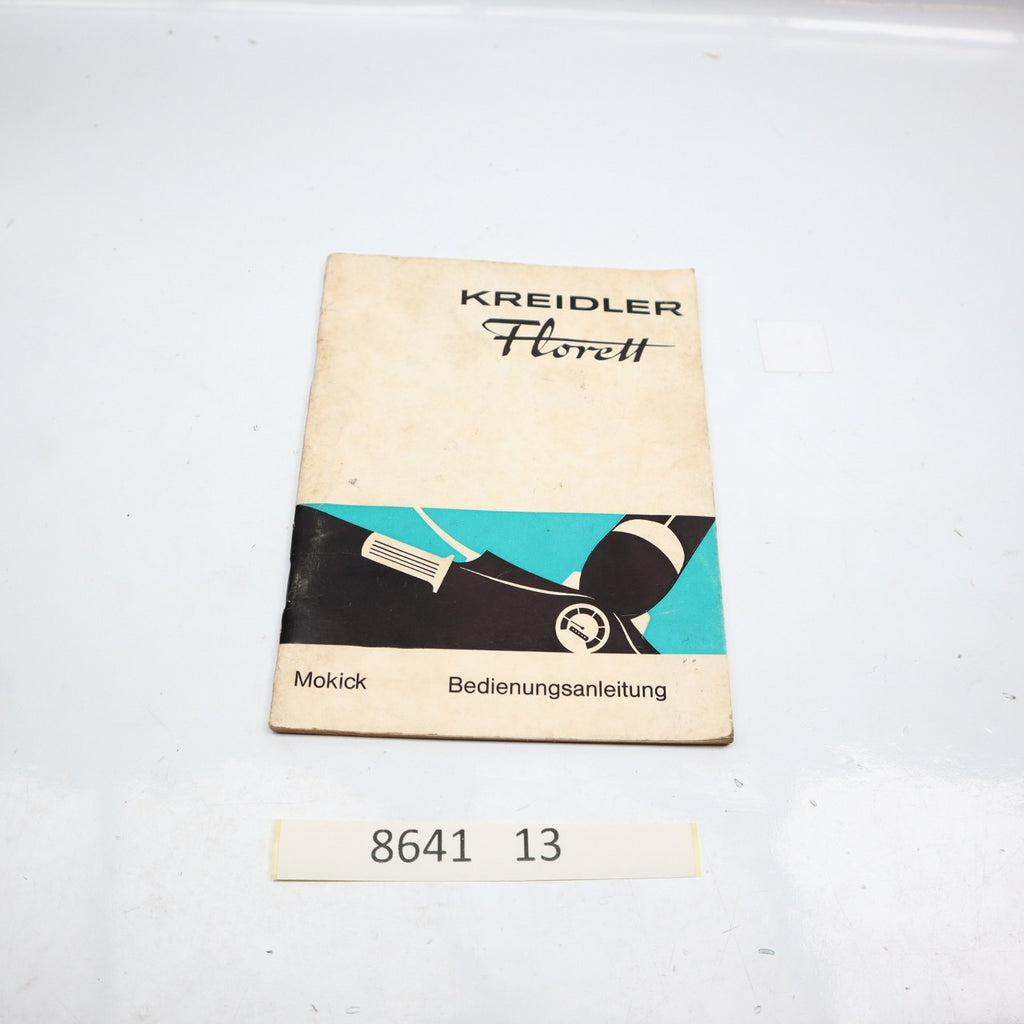 KREIDLER
Florett
Mokick Bedienungsanleitung
8641 13